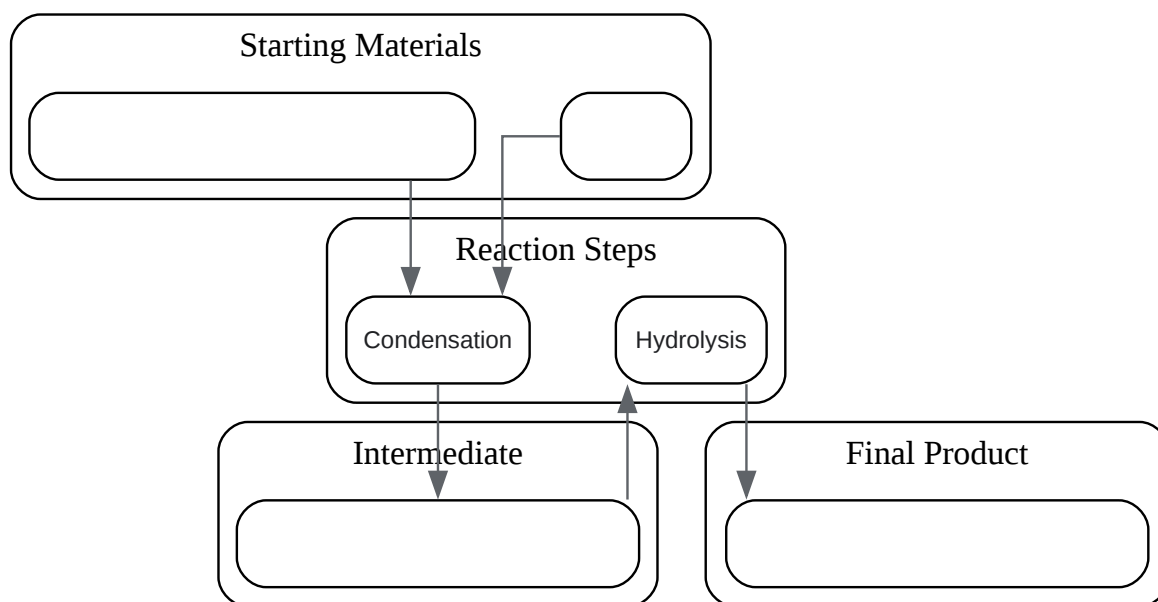 Starting Materials
Reaction Steps
Condensation
Hydrolysis
Intermediate
Final Product